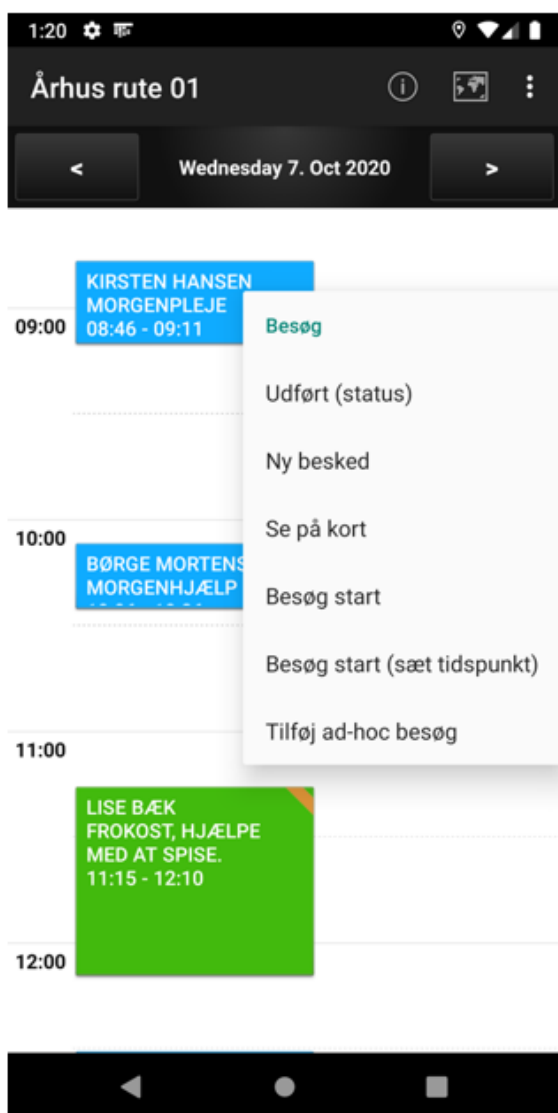 1:20
Århus rute 01
< Wednesday 7. Oct 2020 >
KIRSTEN HANSEN
MORGENPLEJE
09:00 08:46 - 09:11
Besøg
Udført (status)
Ny besked
Se på kort
Besøg start
Besøg start (sæt tidspunkt)
Tilføj ad-hoc besøg
10:00
BØRGE MORTENS
MORGENHJÆLP
11:00
LISE BÆK
FROKOST, HJÆLPE
MED AT SPISE.
11:15 - 12:10
12:00